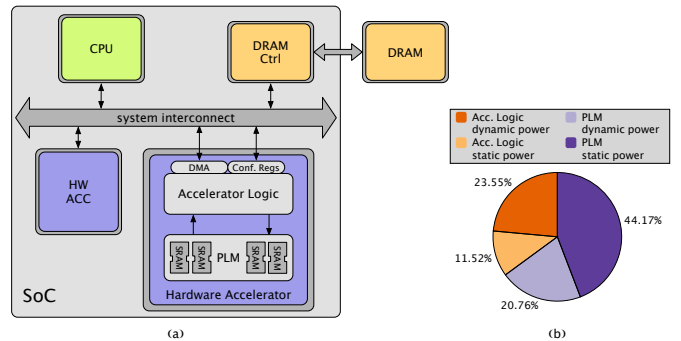 CPU
DRAM
Ctrl
DRAM
system interconnect
HW
ACC
DMA
Conf. Regs
Accelerator Logic
SRAM
SRAM
PLM
SRAM
SRAM
Hardware Accelerator
SoC
(a)
Acc. Logic
dynamic power
PLM
dynamic power
Acc. Logic
static power
PLM
static power
23.55%
44.17%
11.52%
20.76%
(b)